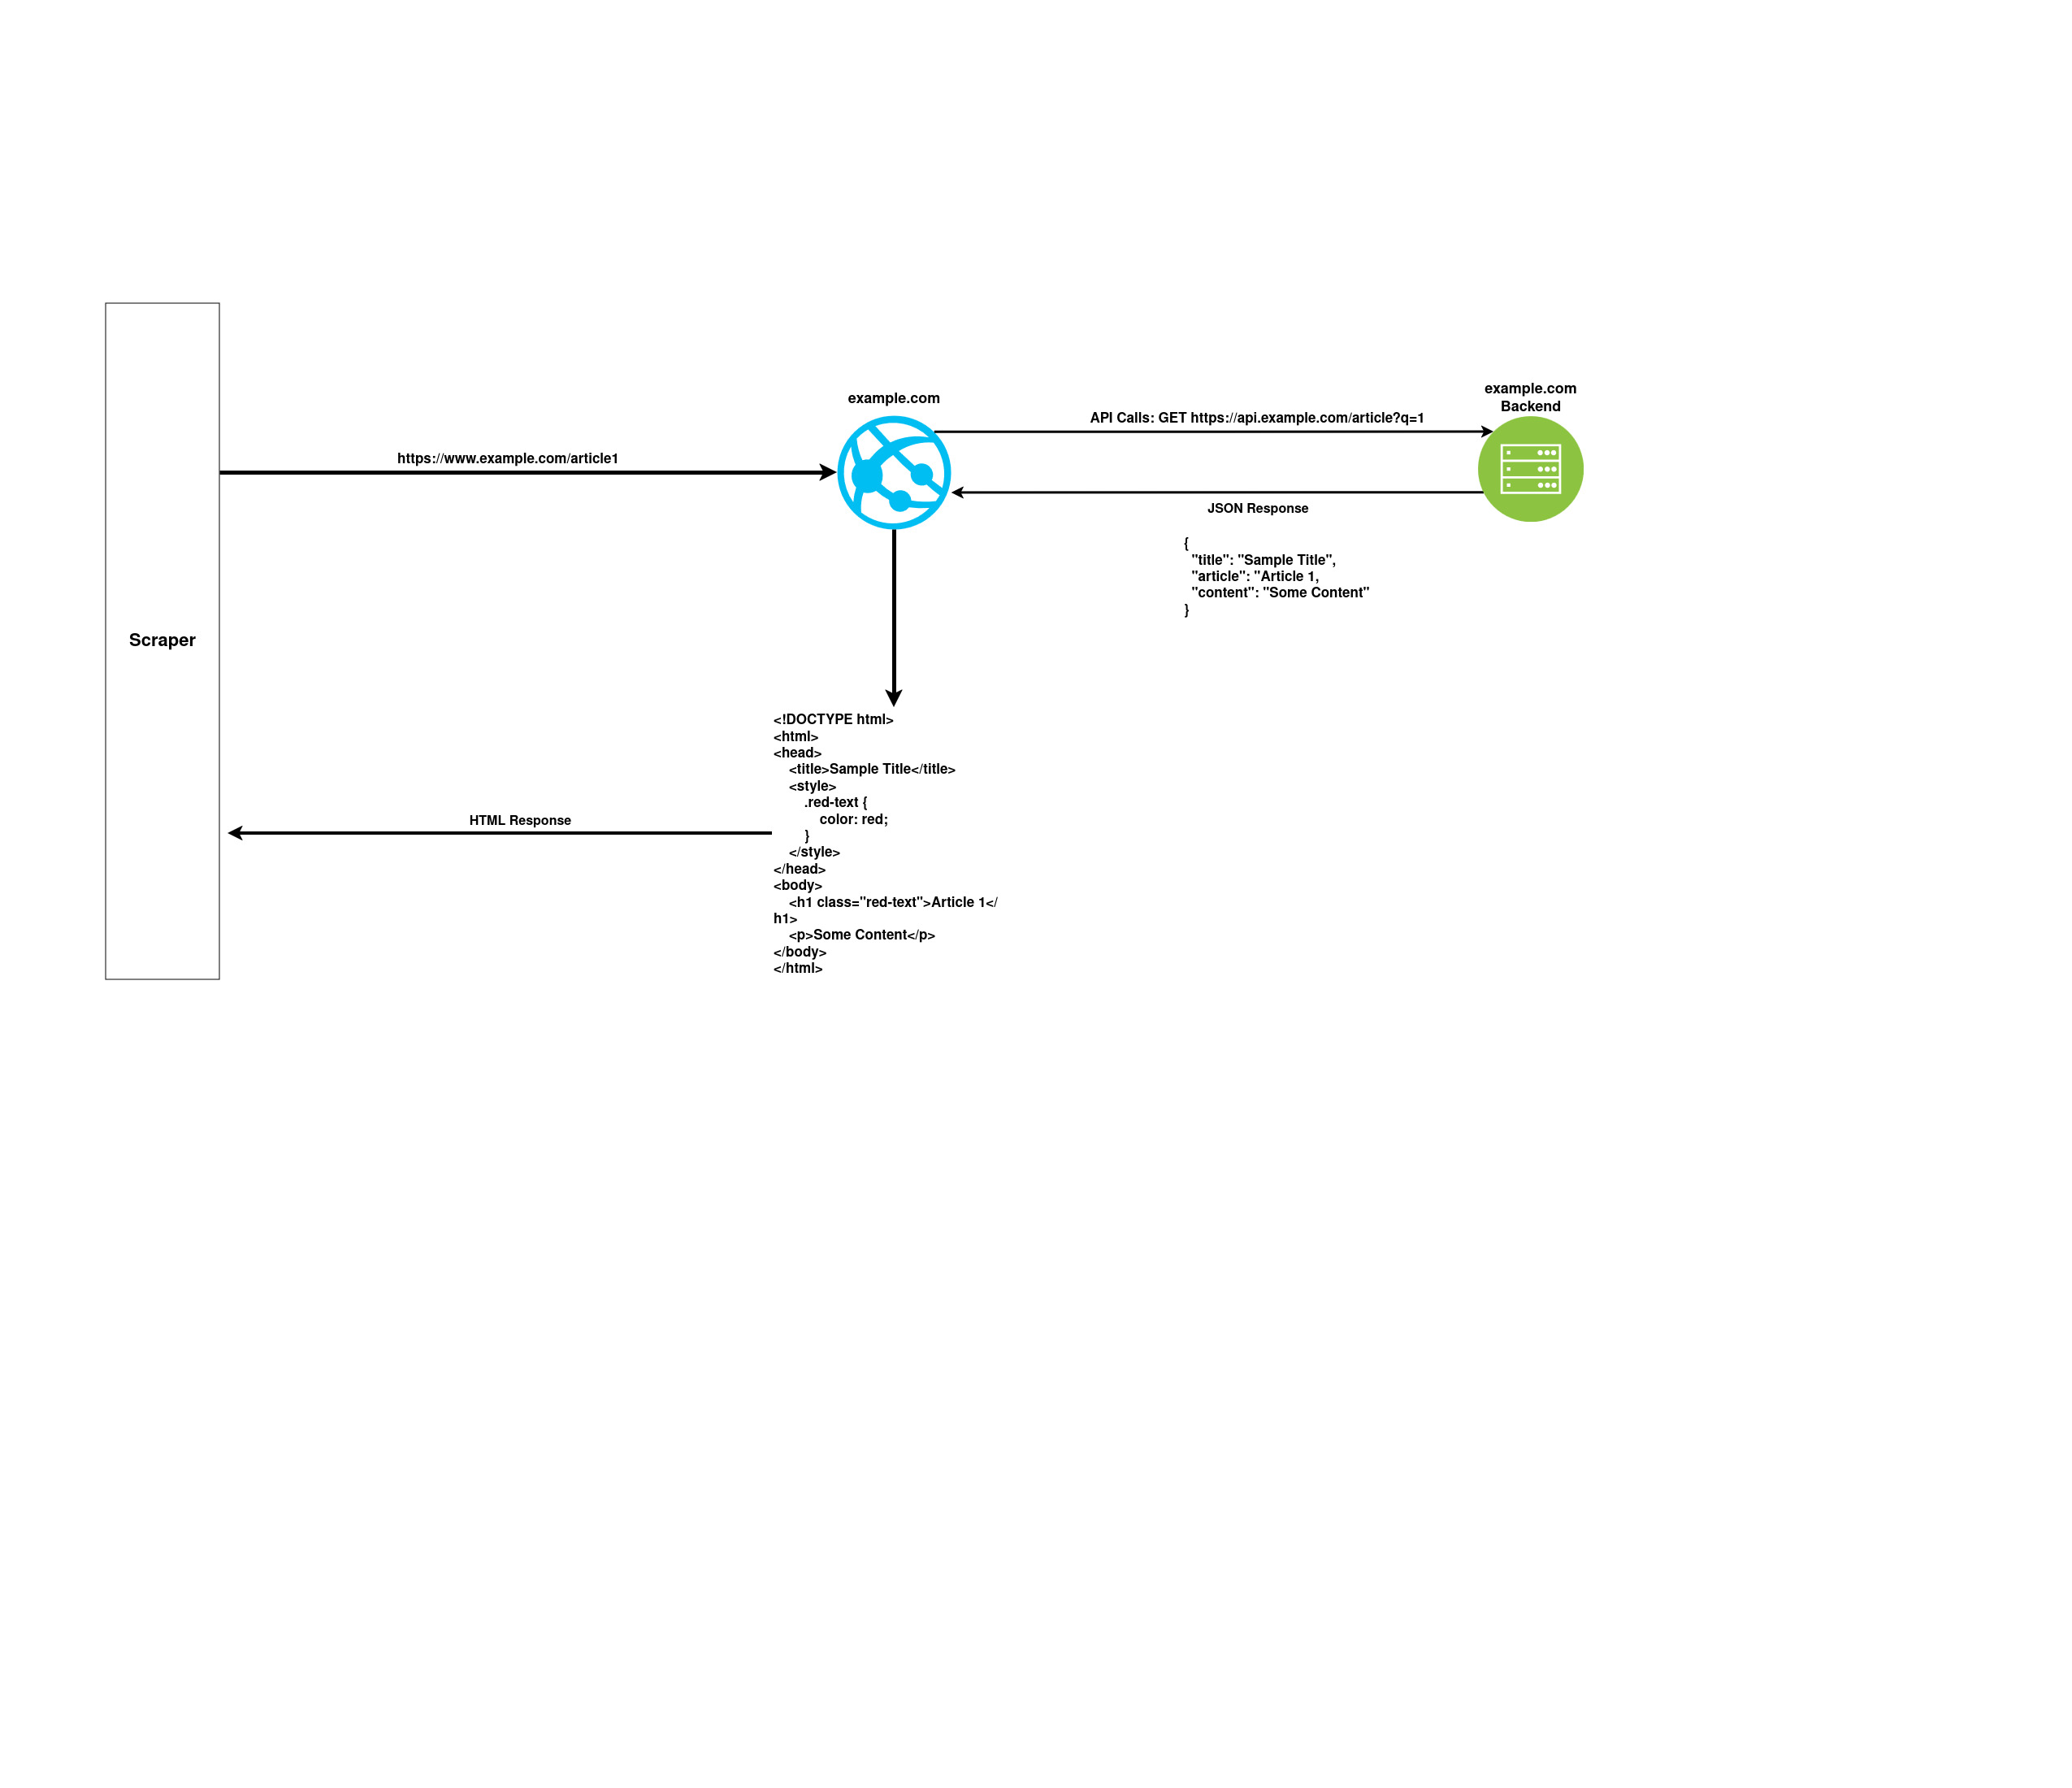 example.com
example.com
Backend
API Calls: GET https://api.example.com/article?q=1
https://www.example.com/article1
JSON Response
{
"title": "Sample Title",
"article": "Article 1,
"content": "Some Content"
}
Scraper
<!DOCTYPE html>
<html>
<head>
<title>Sample Title</title>
<style>
.red-text {
color: red;
}
</style>
</head>
<body>
<h1 class="red-text">Article 1</
h1>
<p>Some Content</p>
</body>
</html>
HTML Response